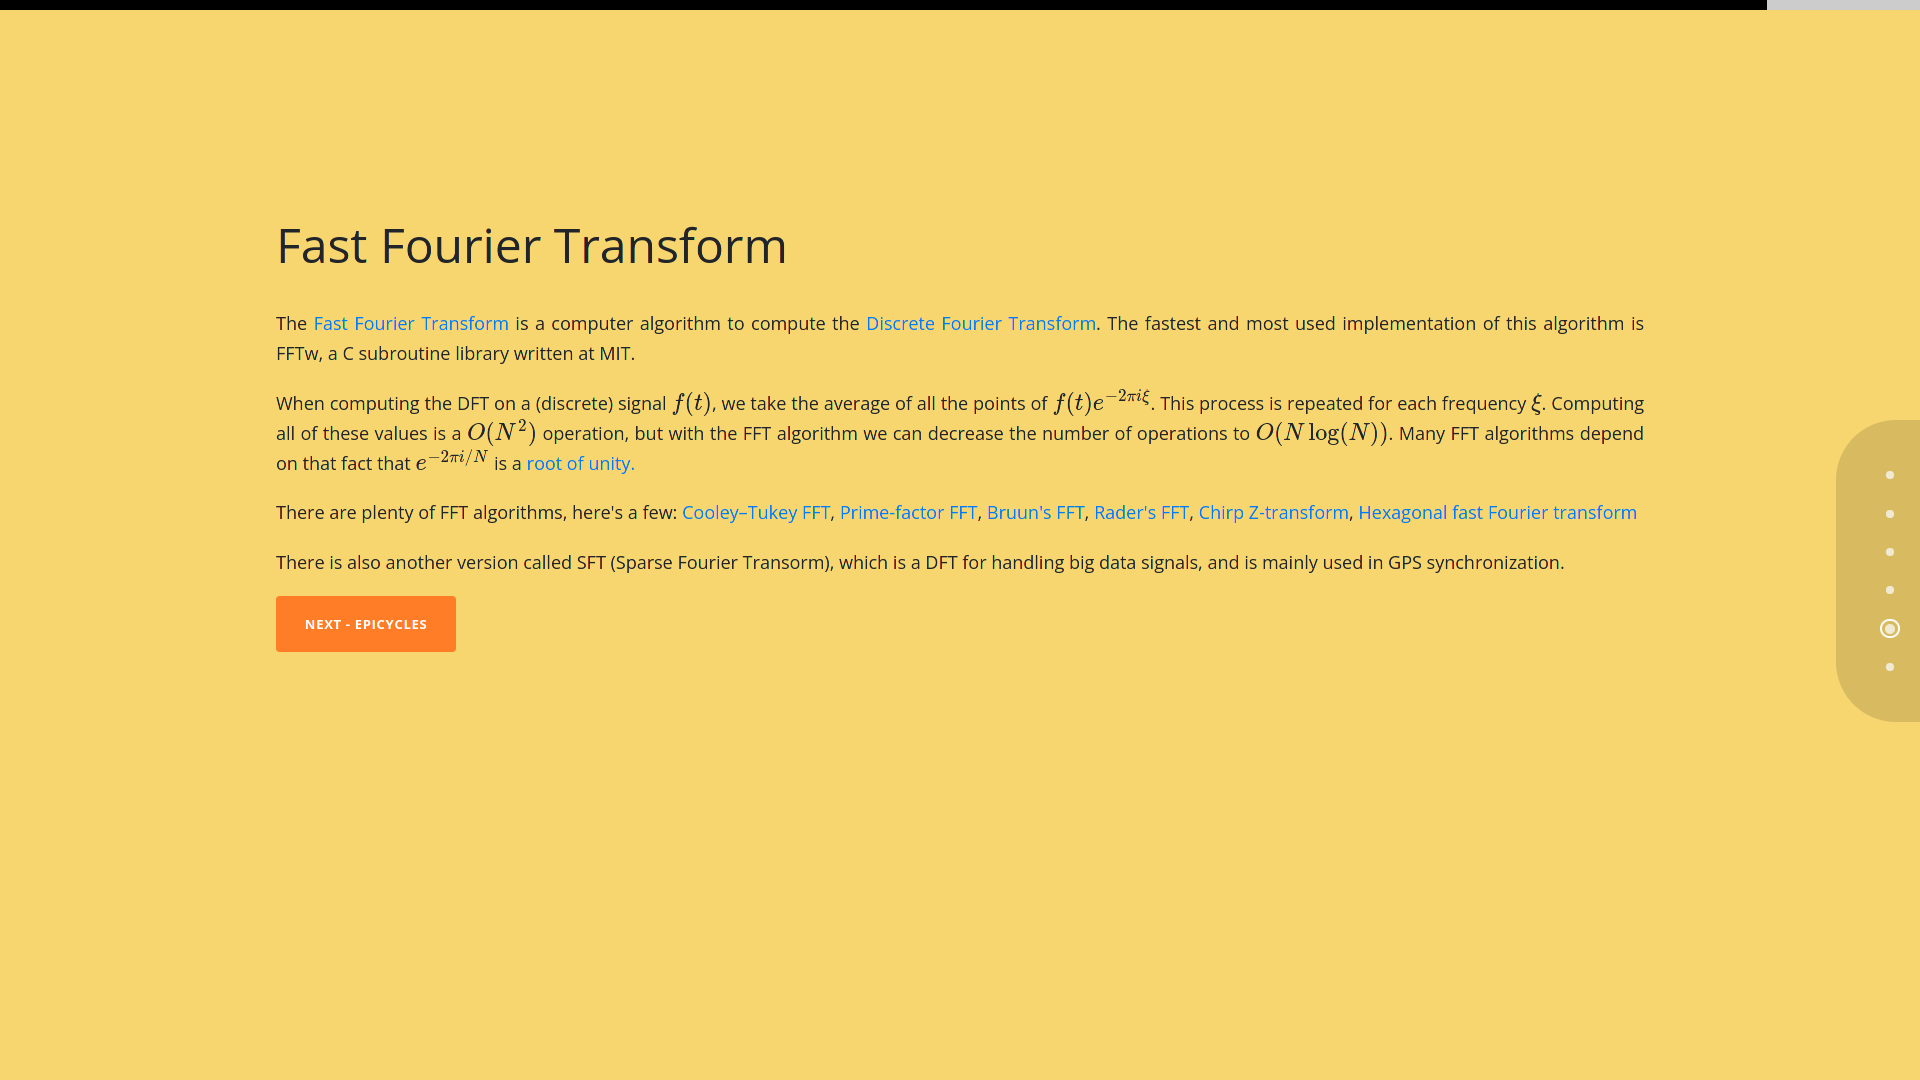 Fast Fourier Transform
The Fast Fourier Transform is a computer algorithm to compute the Discrete Fourier Transform. The fastest and most used implementation of this algorithm is
FFTw, a C subroutine library written at MIT.
When computing the DFT on a (discrete) signal f(t), we take the average of all the points of f(t)e^{−2πiξ}. This process is repeated for each frequency ξ. Computing
all of these values is a O(N²) operation, but with the FFT algorithm we can decrease the number of operations to O(N log(N)). Many FFT algorithms depend
on that fact that e^{−2πi/N} is a root of unity.
There are plenty of FFT algorithms, here's a few: Cooley–Tukey FFT, Prime-factor FFT, Bruun's FFT, Rader's FFT, Chirp Z-transform, Hexagonal fast Fourier transform
There is also another version called SFT (Sparse Fourier Transorm), which is a DFT for handling big data signals, and is mainly used in GPS synchronization.
NEXT - EPICYCLES